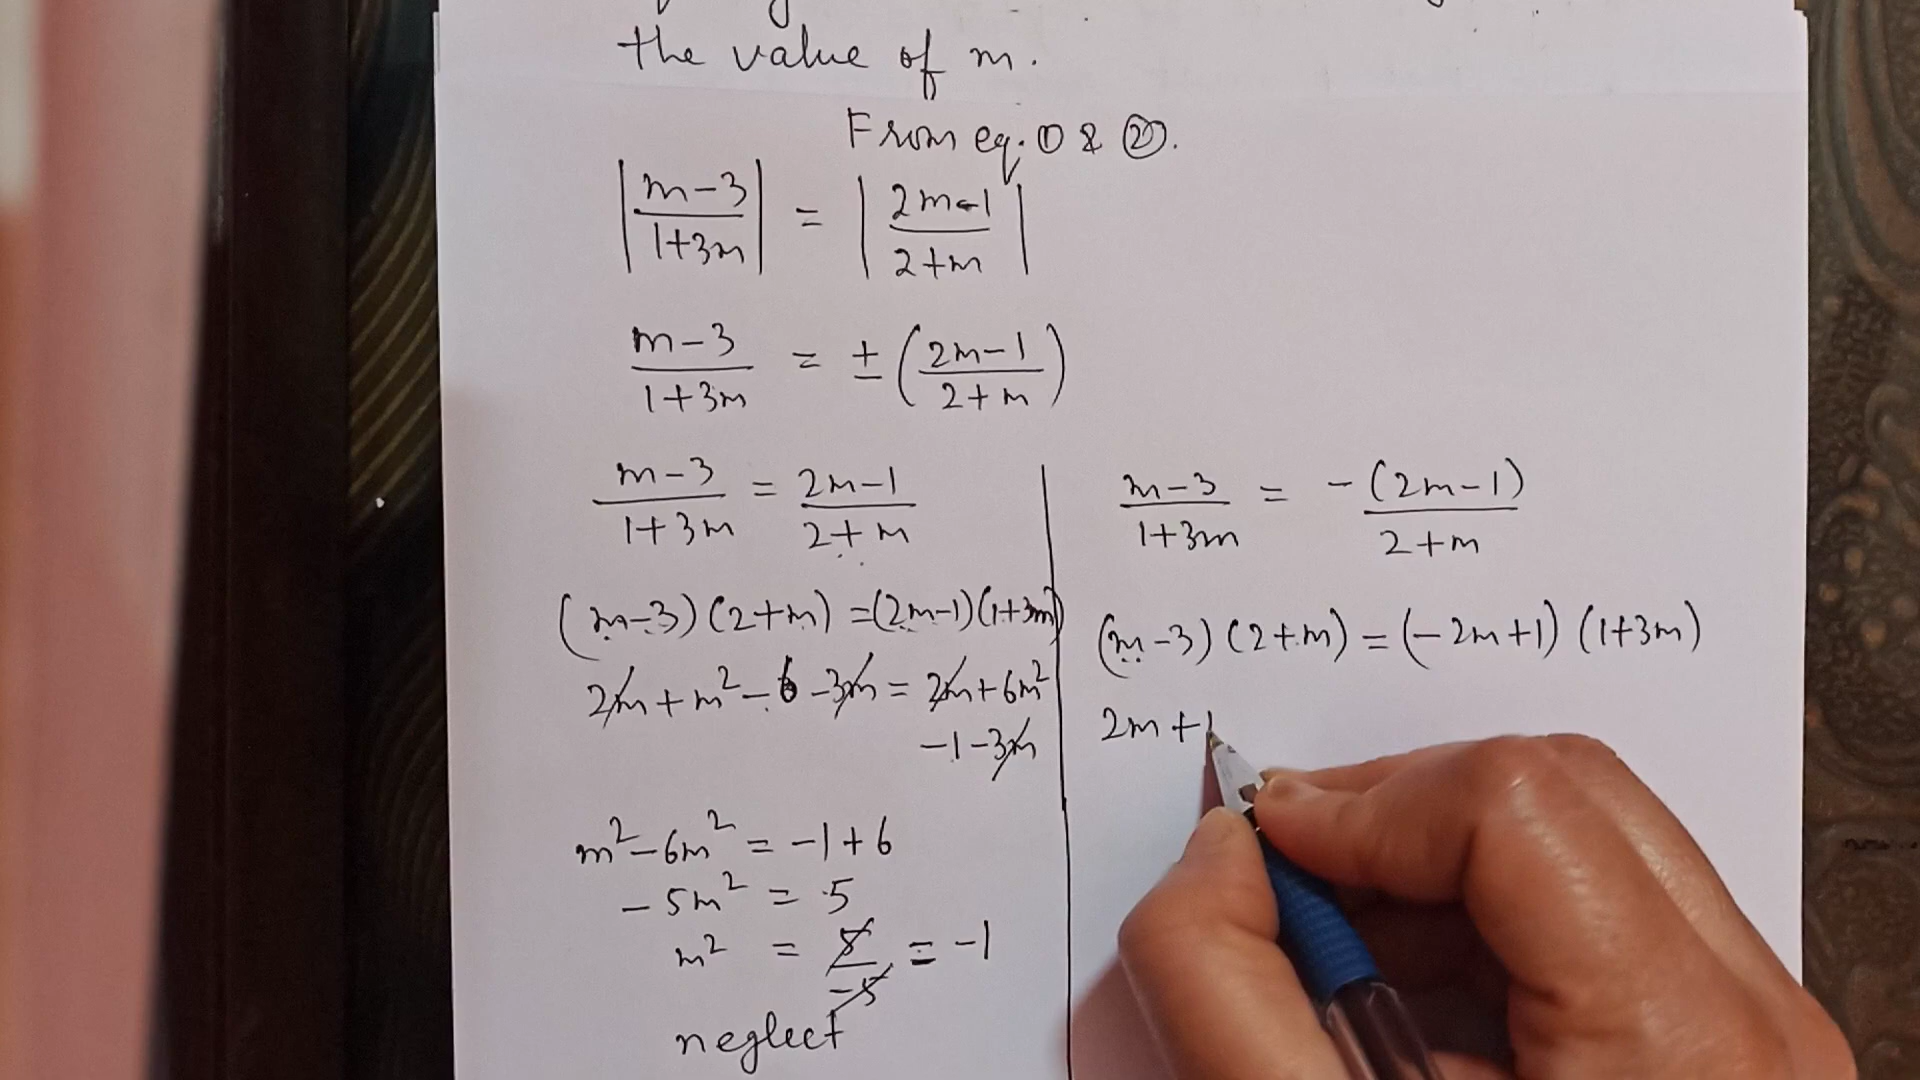 the value of m.
From eq. ① & ②.
|m-3/1+3m| = |2m-1/2+m|
m-3/1+3m = ± (2m-1/2+m)
m-3/1+3m = 2m-1/2+m
(m-3)(2+m) = (2m-1)(1+3m)
2m + m² - 6 - 3m = 2m + 6m²
-1 - 3m
m² - 6m² = -1 + 6
-5m² = 5
m² = 5/-5 = -1
neglect
m-3/1+3m = -(2m-1)/2+m
(m-3)(2+m) = (-2m+1)(1+3m)
2m +